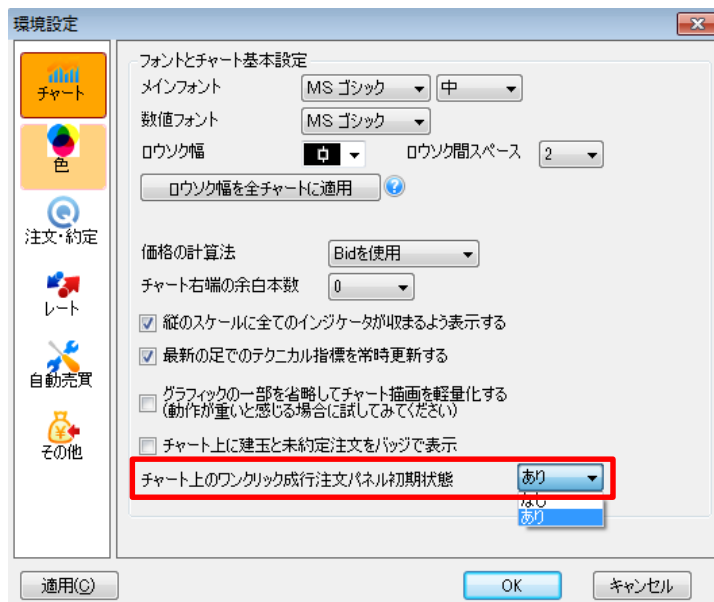 環境設定
チャート
色
注文・約定
レート
自動売買
その他
フォントとチャート基本設定
メインフォント MS ゴシック 中
数値フォント MS ゴシック
ロウソク幅 ロウソク間スペース 2
ロウソク幅を全チャートに適用 ?
価格の計算法 Bidを使用
チャート右端の余白本数 0
縦のスケールに全てのインジケータが収まるよう表示する
最新の足でのテクニカル指標を常時更新する
グラフィックの一部を省略してチャート描画を軽量化する
(動作が重いと感じる場合に試してみてください)
チャート上に建玉と未約定注文をバッジで表示
チャート上のワンクリック成行注文パネル初期状態 あり
なし
あり
適用(C) OK キャンセル